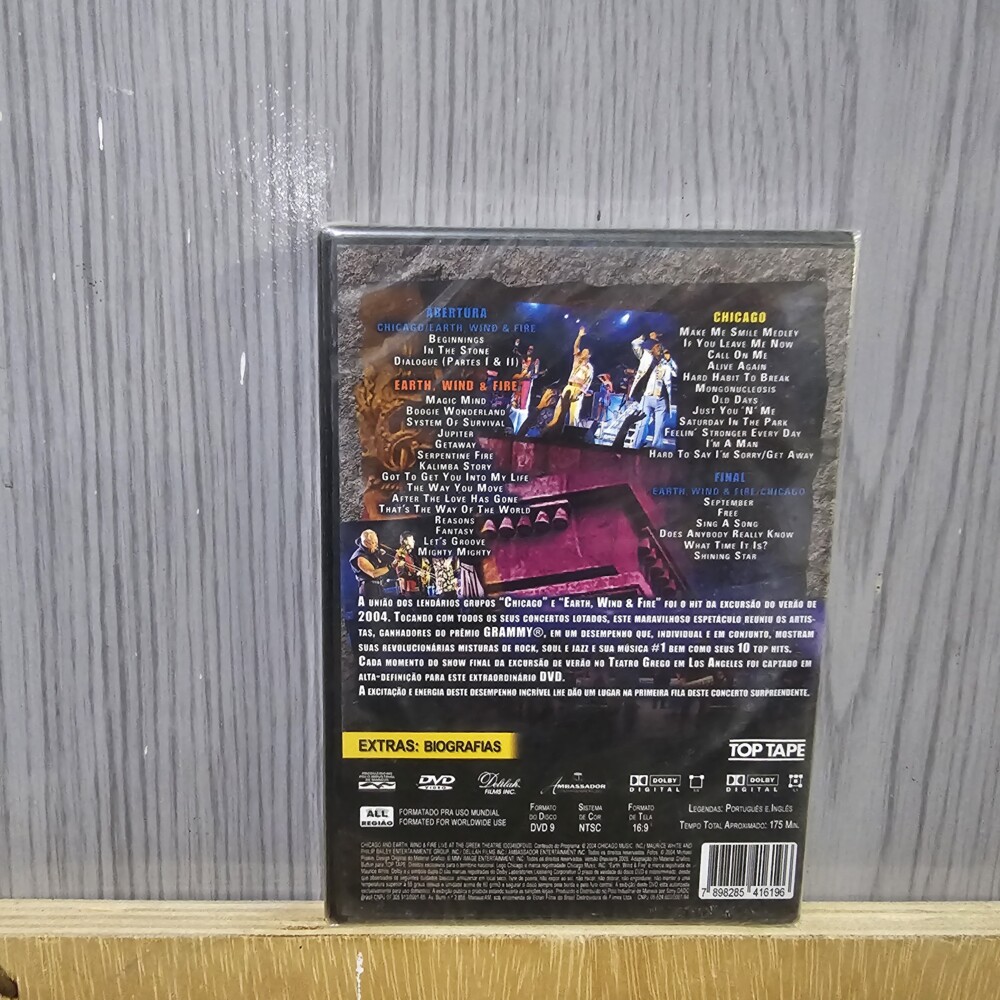 ABERTURA
CHICAGO/EARTH, WIND & FIRE
BEGINNINGS
IN THE STONE
DIALOGUE (PARTES I & II)
EARTH, WIND & FIRE
MAGIC MIND
BOOGIE WONDERLAND
SYSTEM OF SURVIVAL
JUPITER
GETAWAY
SERPENTINE FIRE
KALIMBA STORY
GOT TO GET YOU INTO MY LIFE
THE WAY YOU MOVE
AFTER THE LOVE HAS GONE
THAT'S THE WAY OF THE WORLD
REASONS
FANTASY
LET'S GROOVE
MIGHTY MIGHTY
CHICAGO
MAKE ME SMILE MEDLEY
IF YOU LEAVE ME NOW
CALL ON ME
ALIVE AGAIN
HARD HABIT TO BREAK
MONGONUCLEOSIS
OLD DAYS
JUST YOU 'N' ME
SATURDAY IN THE PARK
FEELIN' STRONGER EVERY DAY
I'M A MAN
HARD TO SAY I'M SORRY/GET AWAY
FINAL
EARTH, WIND & FIRE/CHICAGO
SEPTEMBER
FREE
SING A SONG
DOES ANYBODY REALLY KNOW
WHAT TIME IT IS?
SHINING STAR
A UNIÃO DOS LENDÁRIOS GRUPOS "CHICAGO" E "EARTH, WIND & FIRE" FOI O HIT DA EXCURSÃO DO VERÃO DE
2004. TOCANDO COM TODOS OS SEUS CONCERTOS LOTADOS, ESTE MARAVILHOSO ESPETÁCULO REUNIU OS ARTIS-
TAS, GANHADORES DO PRÊMIO GRAMMY®, EM UM DESEMPENHO QUE, INDIVIDUAL E EM CONJUNTO, MOSTRAM
SUAS REVOLUCIONÁRIAS MISTURAS DE ROCK, SOUL E JAZZ E SUA MÚSICA #1 BEM COMO SEUS 10 TOP HITS.
CADA MOMENTO DO SHOW FINAL DA EXCURSÃO DE VERÃO NO TEATRO GREGO EM LOS ANGELES FOI CAPTADO EM
ALTA-DEFINIÇÃO PARA ESTE EXTRAORDINÁRIO DVD.
A EXCITAÇÃO E ENERGIA DESTE DESEMPENHO INCRÍVEL LHE DÃO UM LUGAR NA PRIMEIRA FILA DESTE CONCERTO SURPREENDENTE.
EXTRAS: BIOGRAFIAS
TOP TAPE
DVD VIDEO
Delilah FILMS INC.
AMBASSADOR
DOLBY DIGITAL
DOLBY DIGITAL
ALL REGIÃO
FORMATADO PRA USO MUNDIAL
FORMATED FOR WORLDWIDE USE
FORMATO DO DISCO DVD 9
SISTEMA DE COR NTSC
FORMATO DE TELA 16:9
LEGENDAS: PORTUGUÊS E INGLÊS
TEMPO TOTAL APROXIMADO: 175 MIN.
7 898285 416196